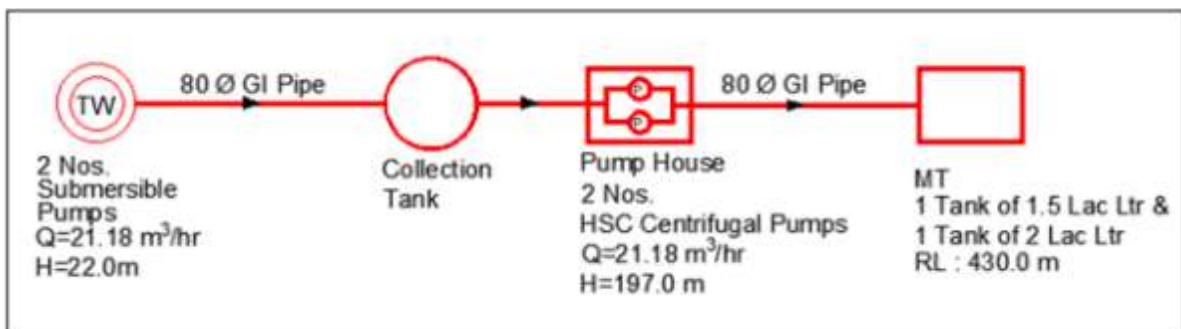 TW
80 Ø GI Pipe
2 Nos.
Submersible
Pumps
Q=21.18 m³/hr
H=22.0m
Collection
Tank
P
P
Pump House
2 Nos.
HSC Centrifugal Pumps
Q=21.18 m³/hr
H=197.0 m
80 Ø GI Pipe
MT
1 Tank of 1.5 Lac Ltr &
1 Tank of 2 Lac Ltr
RL : 430.0 m